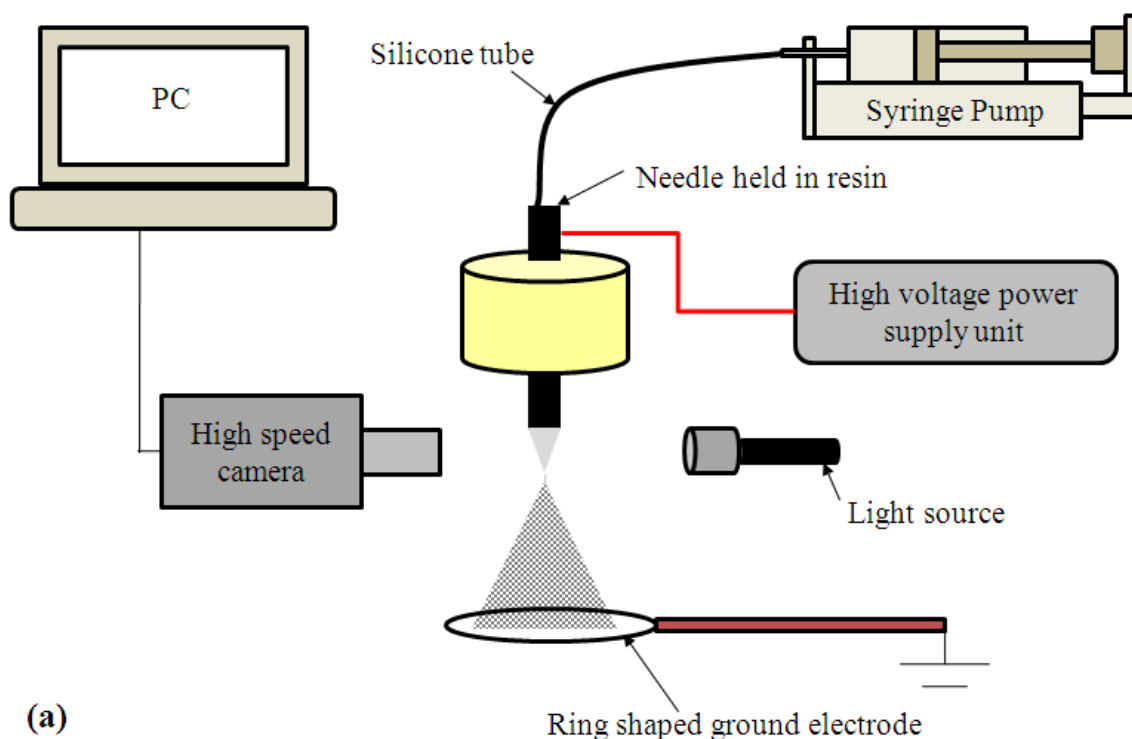 Silicone tube
PC
Syringe Pump
Needle held in resin
High voltage power
supply unit
High speed
camera
Light source
(a)
Ring shaped ground electrode